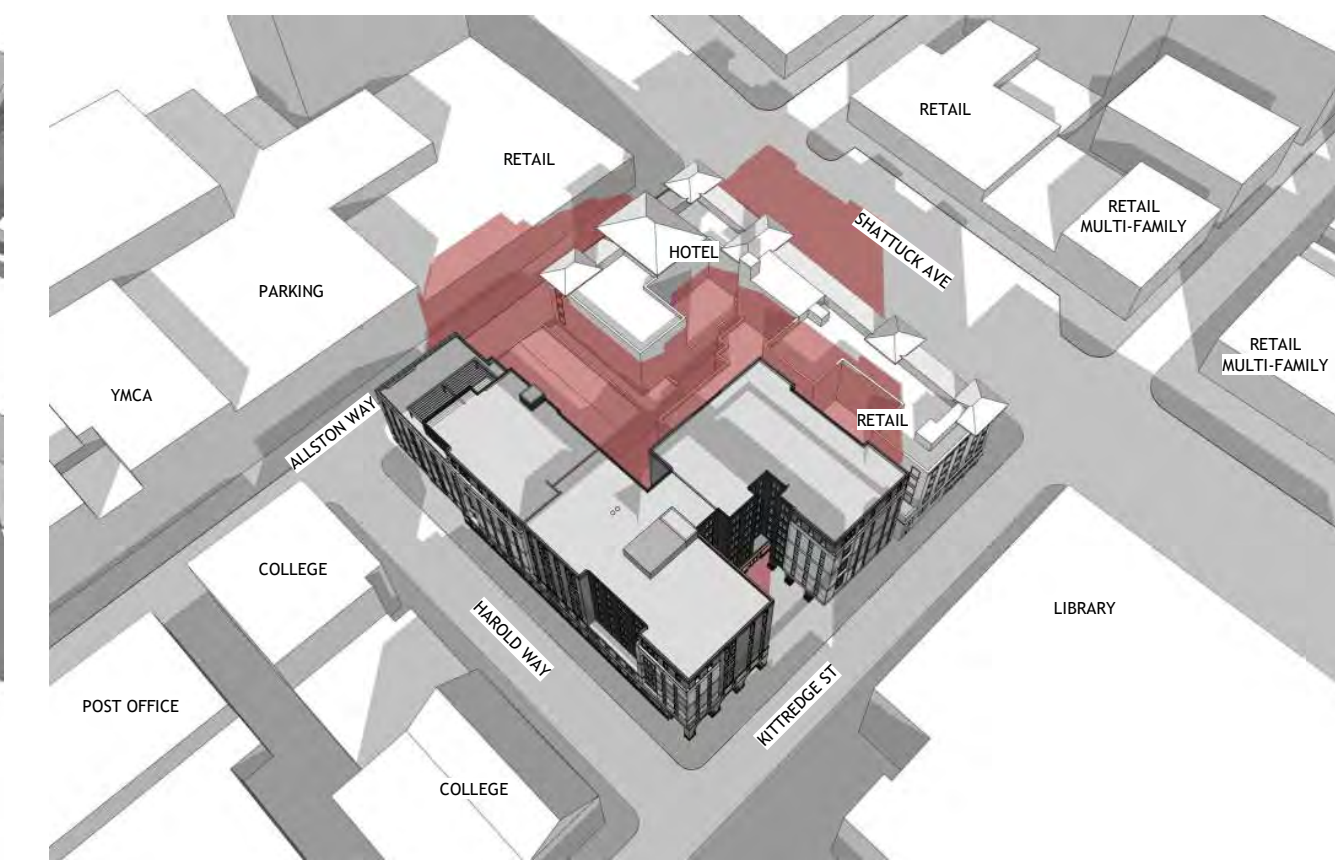 RETAIL
RETAIL
RETAIL
MULTI-FAMILY
SHATTUCK AVE
HOTEL
PARKING
RETAIL
MULTI-FAMILY
YMCA
RETAIL
ALLSTON WAY
COLLEGE
LIBRARY
HAROLD WAY
KITTREDGE ST
POST OFFICE
COLLEGE